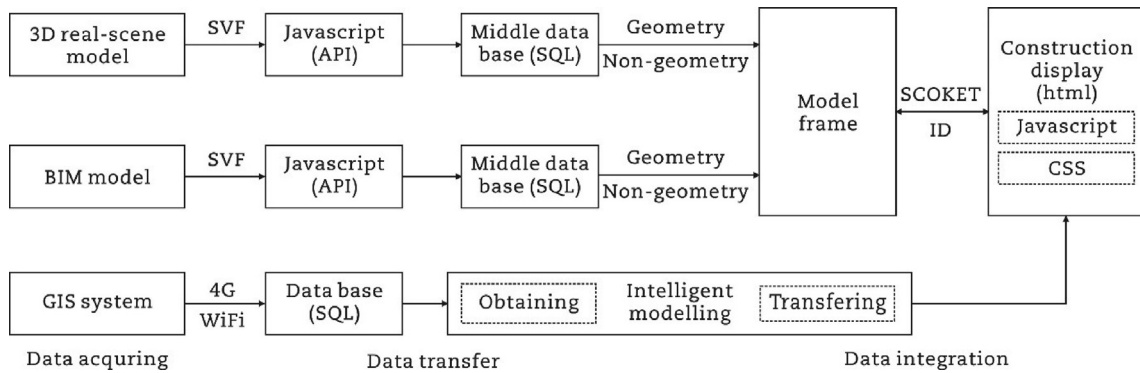 3D real-scene
model
SVF
Javascript
(API)
Middle data
base (SQL)
Geometry
Non-geometry
Model
frame
SCOKET
ID
Construction
display
(html)
Javascript
CSS
BIM model
SVF
Javascript
(API)
Middle data
base (SQL)
Geometry
Non-geometry
GIS system
4G
WiFi
Data base
(SQL)
Obtaining
Intelligent
modelling
Transfering
Data acquring
Data transfer
Data integration